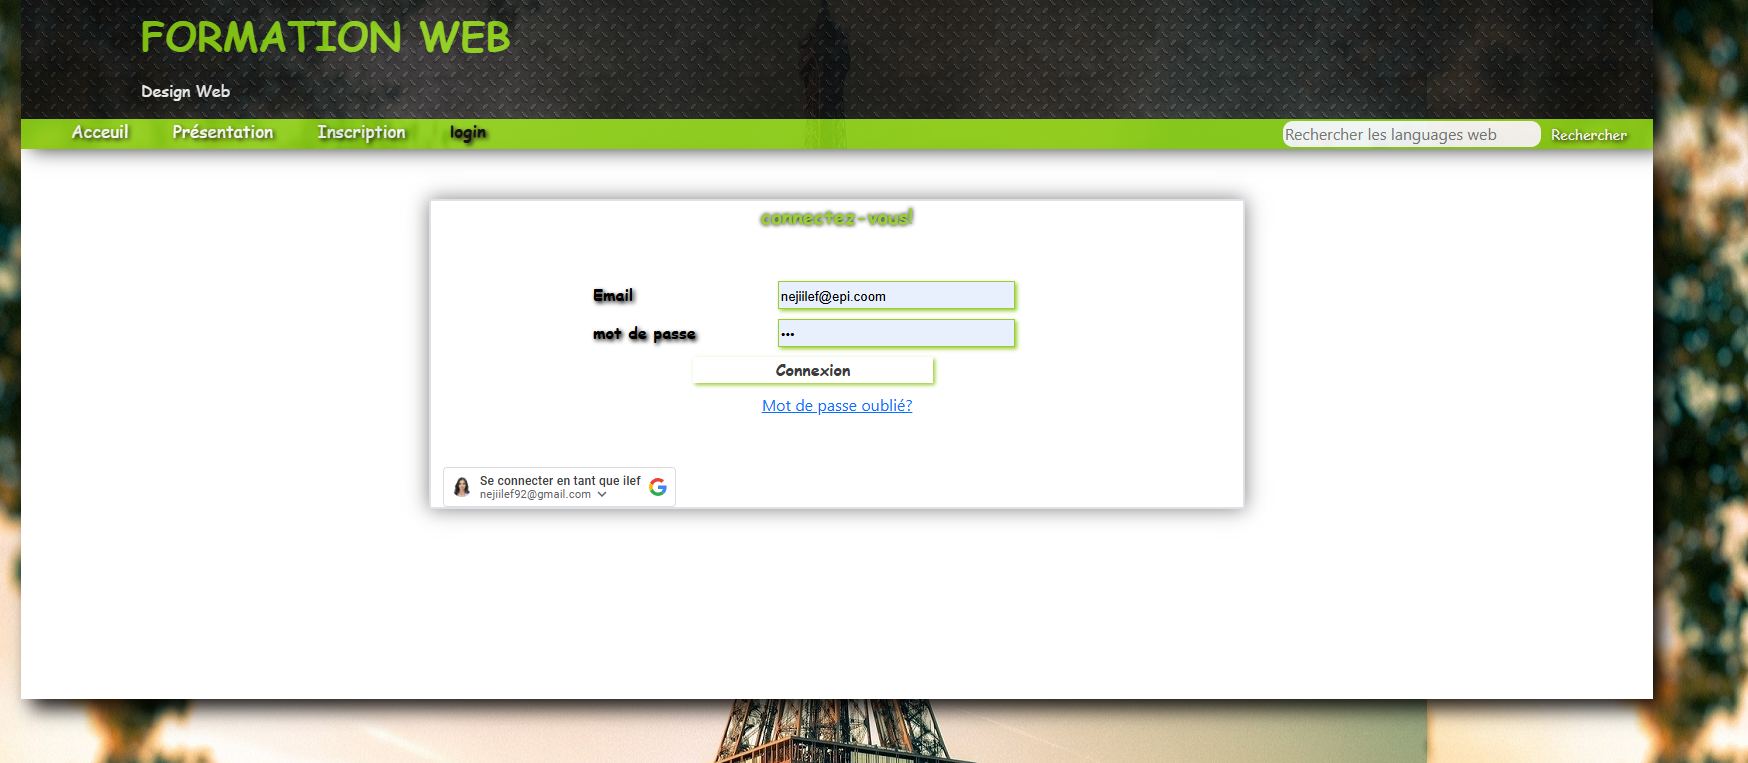 FORMATION WEB
Design Web
Acceuil Présentation Inscription login Rechercher les languages web Rechercher
connectez-vous!
Email nejiilef@epi.coom
mot de passe •••
Connexion
Mot de passe oublié?
Se connecter en tant que ilef
nejiilef92@gmail.com